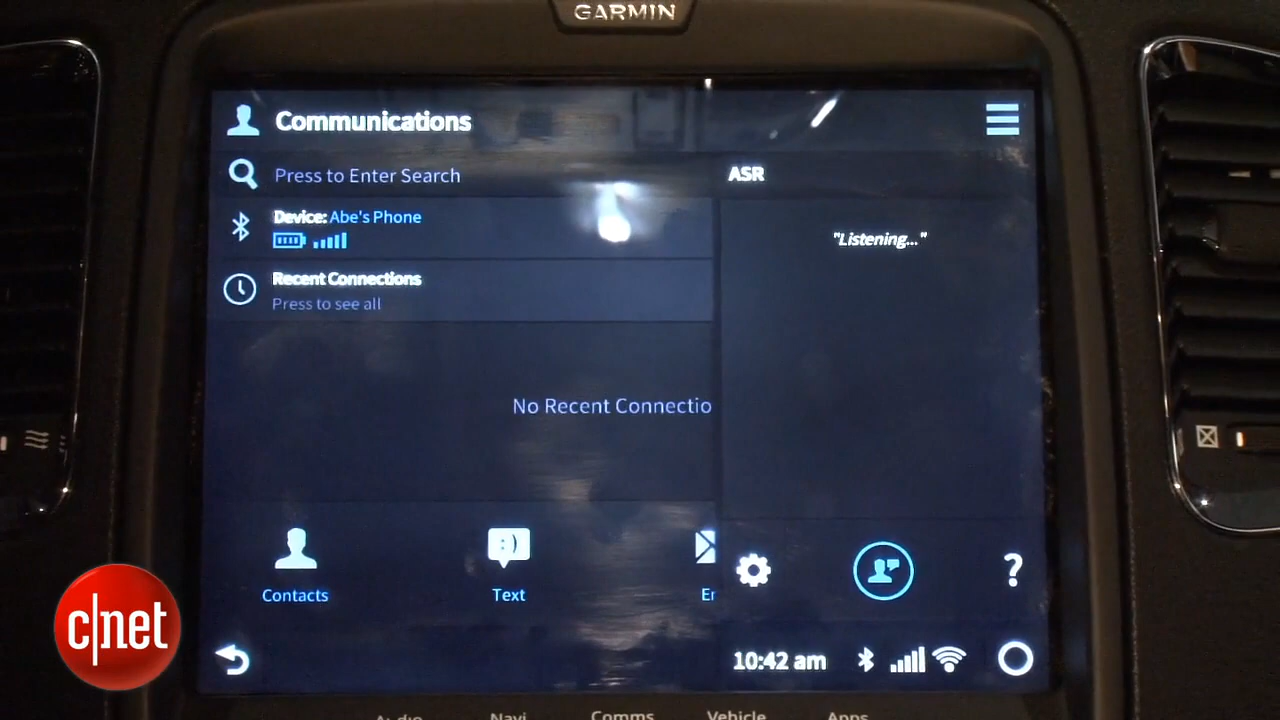 GARMIN
Communications
Press to Enter Search
ASR
Device: Abe's Phone
"Listening..."
Recent Connections
Press to see all
No Recent Connectio
Contacts
Text
Er
?
10:42 am
c|net
Audio Navi Comms Vehicle Apps